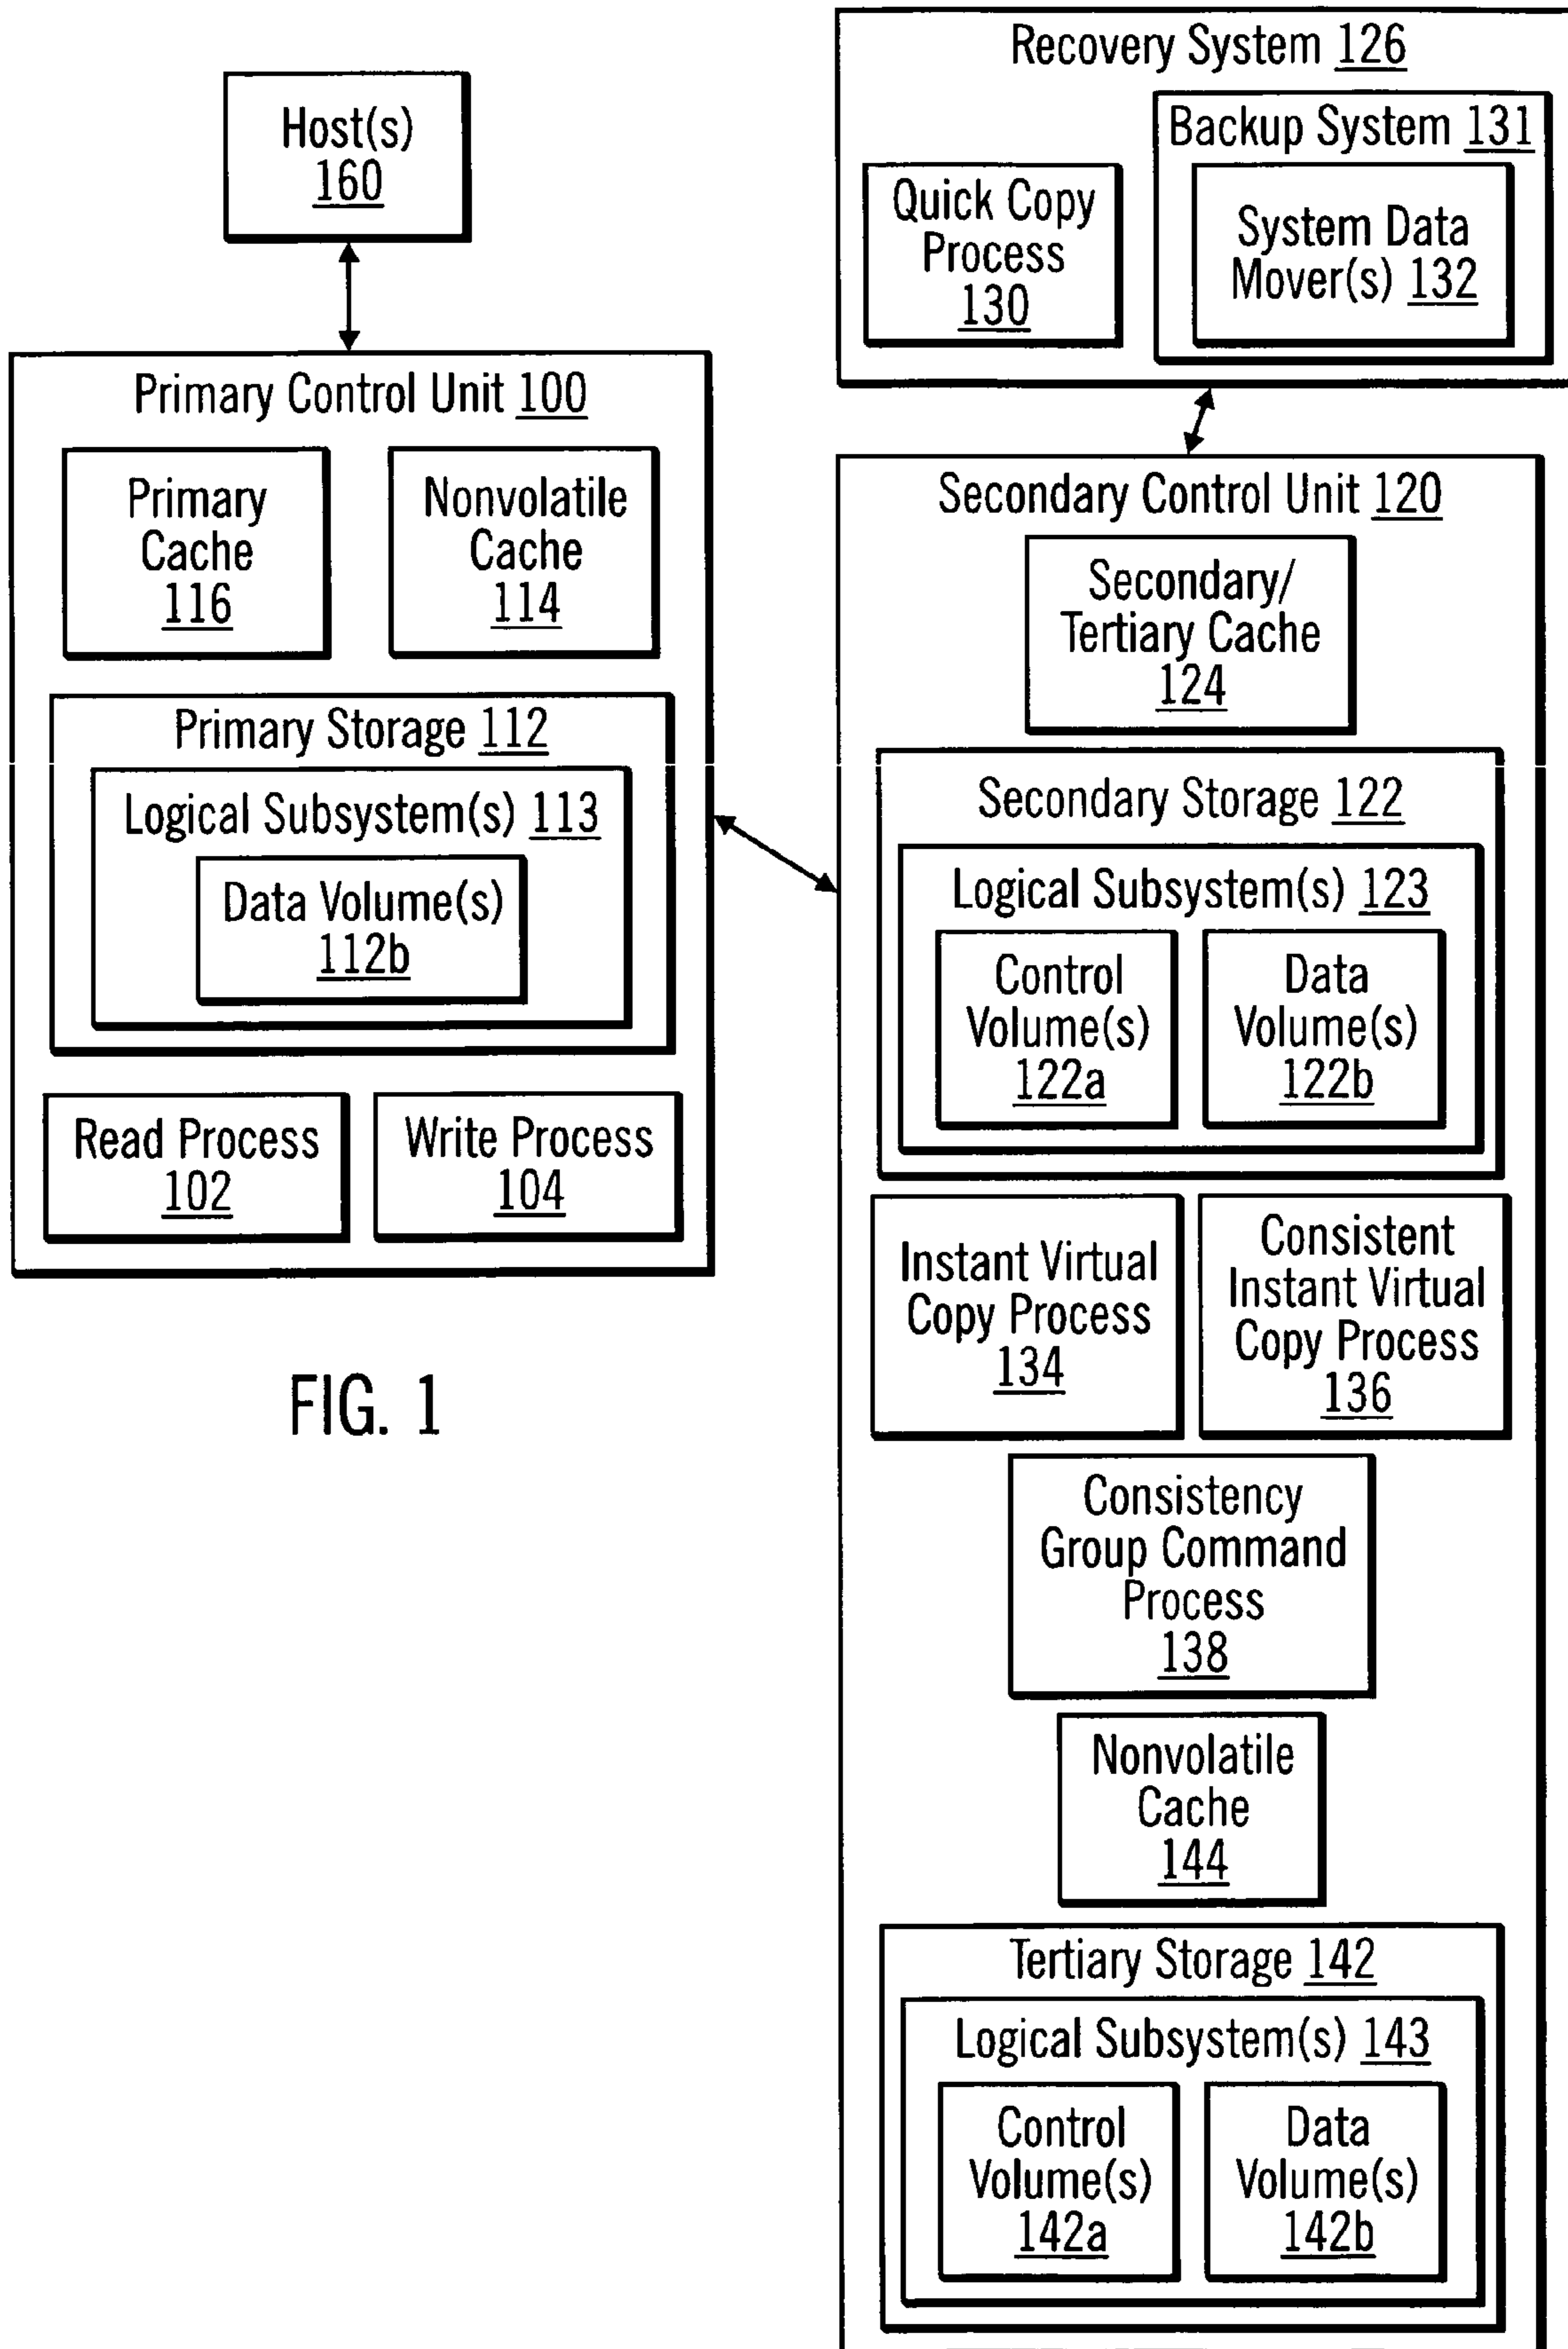 Host(s)
160
Primary Control Unit 100
Primary
Cache
116
Nonvolatile
Cache
114
Primary Storage 112
Logical Subsystem(s) 113
Data Volume(s)
112b
Read Process
102
Write Process
104
FIG. 1
Recovery System 126
Quick Copy
Process
130
Backup System 131
System Data
Mover(s) 132
Secondary Control Unit 120
Secondary/
Tertiary Cache
124
Secondary Storage 122
Logical Subsystem(s) 123
Control
Volume(s)
122a
Data
Volume(s)
122b
Instant Virtual
Copy Process
134
Consistent
Instant Virtual
Copy Process
136
Consistency
Group Command
Process
138
Nonvolatile
Cache
144
Tertiary Storage 142
Logical Subsystem(s) 143
Control
Volume(s)
142a
Data
Volume(s)
142b